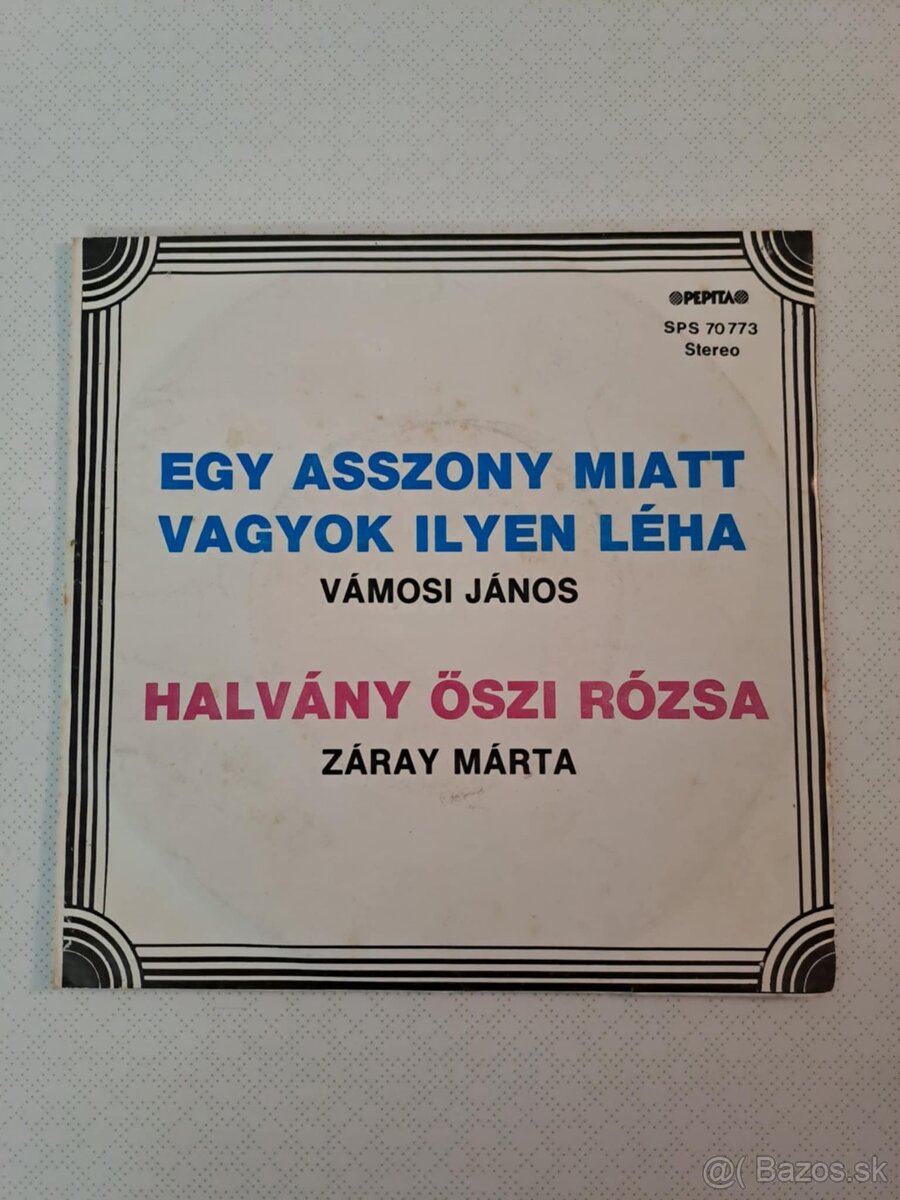 PEPITA
SPS 70773
Stereo
EGY ASSZONY MIATT
VAGYOK ILYEN LÉHA
VÁMOSI JÁNOS
HALVÁNY ŐSZI RÓZSA
ZÁRAY MÁRTA
@( Bazos.sk